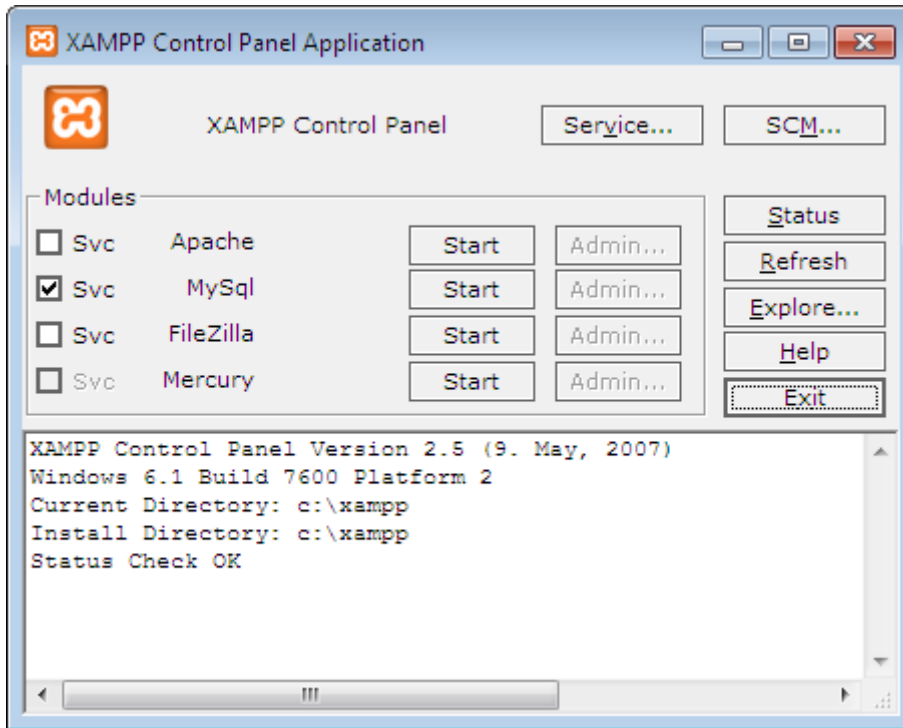 XAMPP Control Panel Application
XAMPP Control Panel Service... SCM...
Modules
Svc Apache Start Admin...
Svc MySql Start Admin...
Svc FileZilla Start Admin...
Svc Mercury Start Admin...
Status
Refresh
Explore...
Help
Exit
XAMPP Control Panel Version 2.5 (9. May, 2007)
Windows 6.1 Build 7600 Platform 2
Current Directory: c:\xampp
Install Directory: c:\xampp
Status Check OK